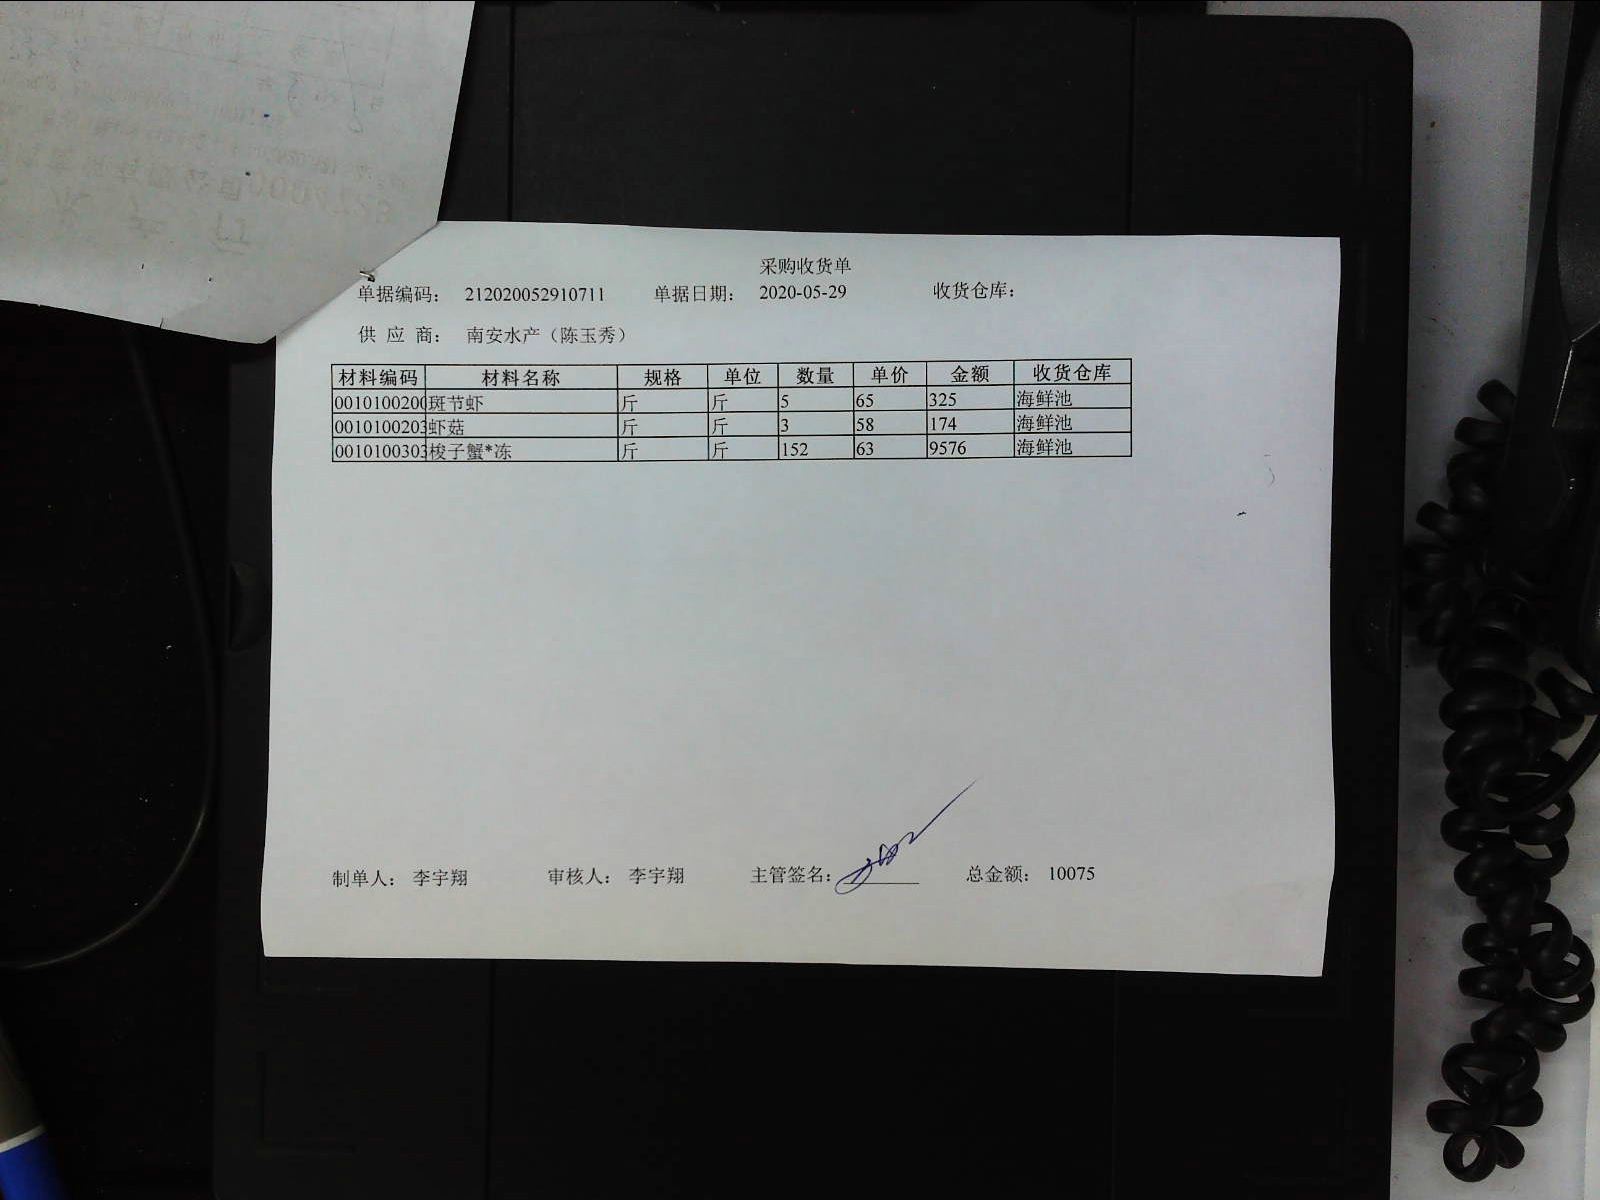 采购收货单
单据编码： 212020052910711 单据日期： 2020-05-29 收货仓库：
供 应 商： 南安水产（陈玉秀）
材料编码 材料名称 规格 单位 数量 单价 金额 收货仓库
0010100200 斑节虾 斤 斤 5 65 325 海鲜池
0010100203 虾菇 斤 斤 3 58 174 海鲜池
0010100303 梭子蟹*冻 斤 斤 152 63 9576 海鲜池
制单人： 李宇翔 审核人： 李宇翔 主管签名： 总金额： 10075